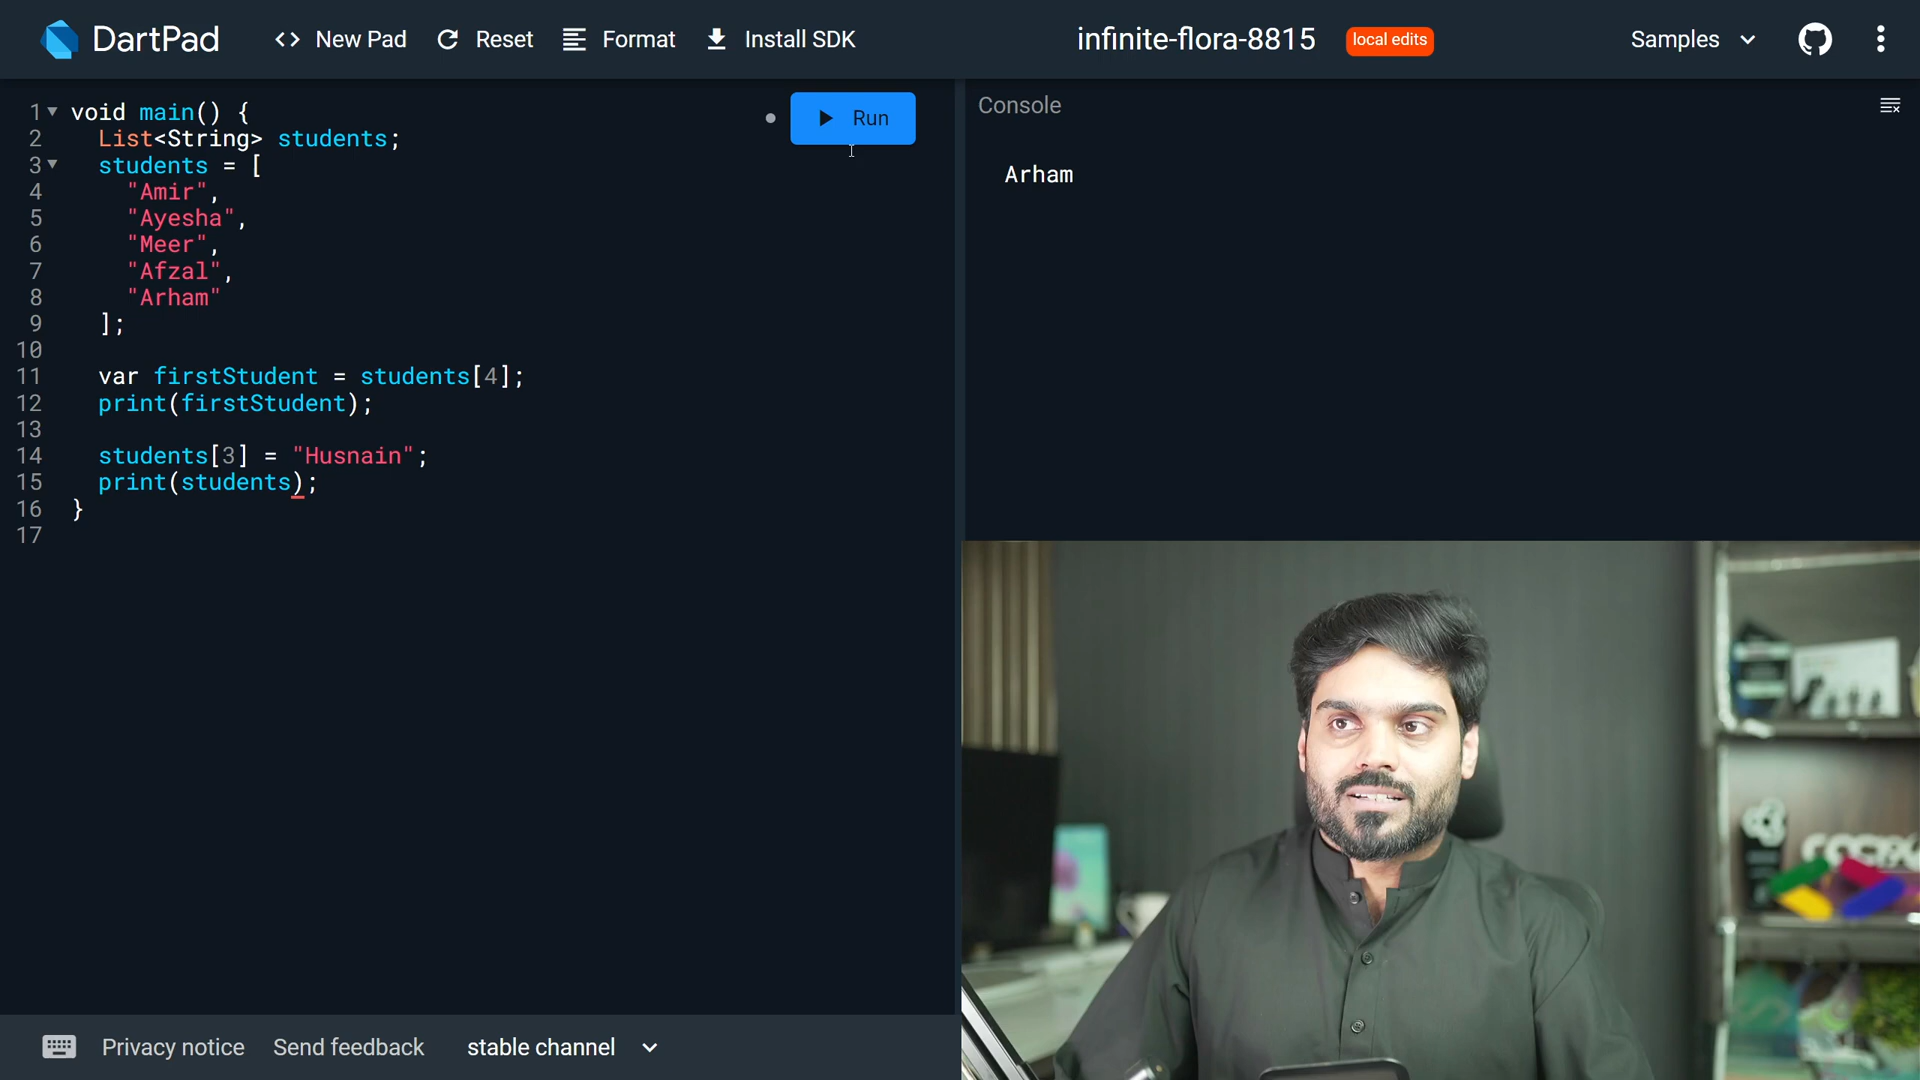 DartPad
<> New Pad
Reset
Format
Install SDK
infinite-flora-8815
local edits
Samples
1 void main() {
2 List<String> students;
3 students = [
4 "Amir",
5 "Ayesha",
6 "Meer",
7 "Afzal",
8 "Arham"
9 ];
10
11 var firstStudent = students[4];
12 print(firstStudent);
13
14 students[3] = "Husnain";
15 print(students);
16 }
17
Run
Console
Arham
Privacy notice
Send feedback
stable channel